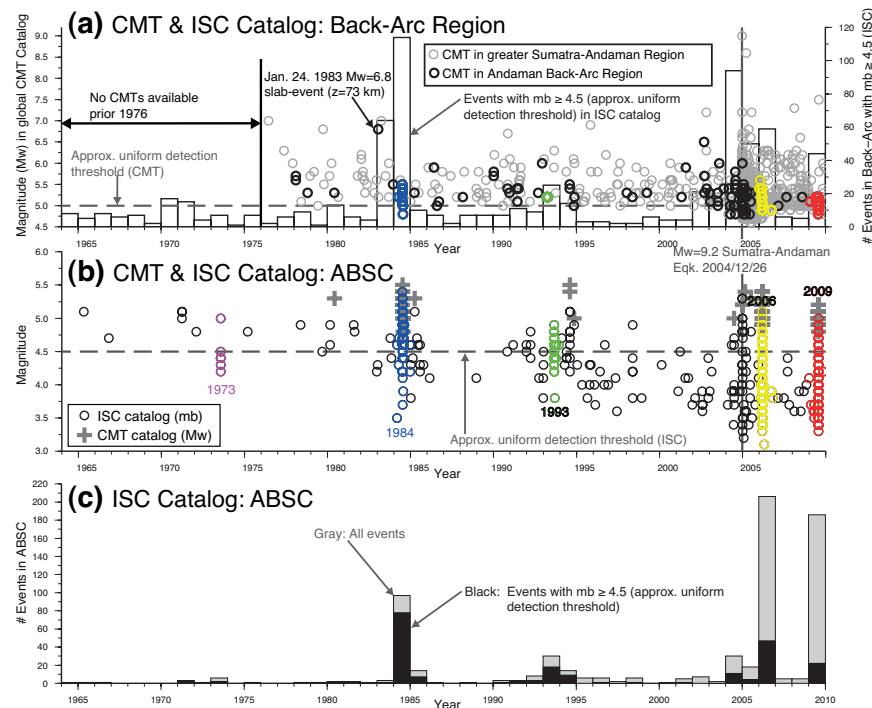 (a) CMT & ISC Catalog: Back-Arc Region
9.0
8.5
8.0
7.5
7.0
6.5
6.0
5.5
5.0
4.5
Magnitude (Mw) in global CMT Catalog
120
100
80
60
40
20
0
# Events in Back-Arc with mb ≥ 4.5 (ISC)
CMT in greater Sumatra-Andaman Region
CMT in Andaman Back-Arc Region
Jan. 24. 1983 Mw=6.8
slab-event (z=73 km)
No CMTs available
prior 1976
Events with mb ≥ 4.5 (approx. uniform
detection threshold) in ISC catalog
Approx. uniform detection
threshold (CMT)
1965 1970 1975 1980 1985 1990 1995 2000 2005 2010
Year
Mw=9.2 Sumatra-Andaman
Eqk. 2004/12/26
(b) CMT & ISC Catalog: ABSC
6.0
5.5
5.0
4.5
4.0
3.5
3.0
Magnitude
2006
2009
1973
1984
1993
ISC catalog (mb)
CMT catalog (Mw)
Approx. uniform detection threshold (ISC)
1965 1970 1975 1980 1985 1990 1995 2000 2005 2010
Year
(c) ISC Catalog: ABSC
220
200
180
160
140
120
100
80
60
40
20
0
# Events in ABSC
Gray: All events
Black: Events with mb ≥ 4.5 (approx. uniform
detection threshold)
1965 1970 1975 1980 1985 1990 1995 2000 2005 2010
Year